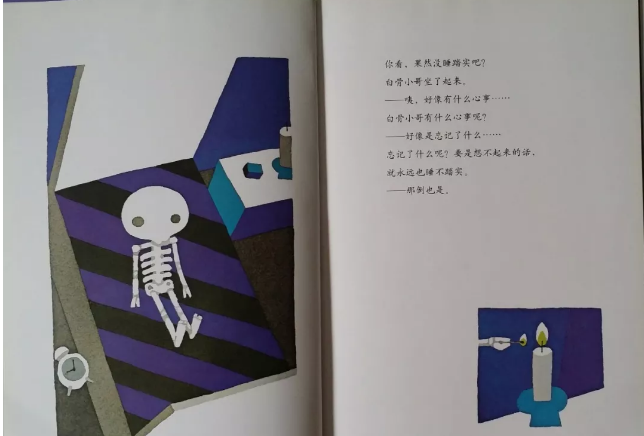 你看，果然没睡踏实吧？
白骨小哥坐了起来。
——咦，好像有什么心事……
白骨小哥有什么心事呢？
——好像是忘记了什么……
忘记了什么呢？要是想不起来的话，
就永远也睡不踏实。
——那倒也是。